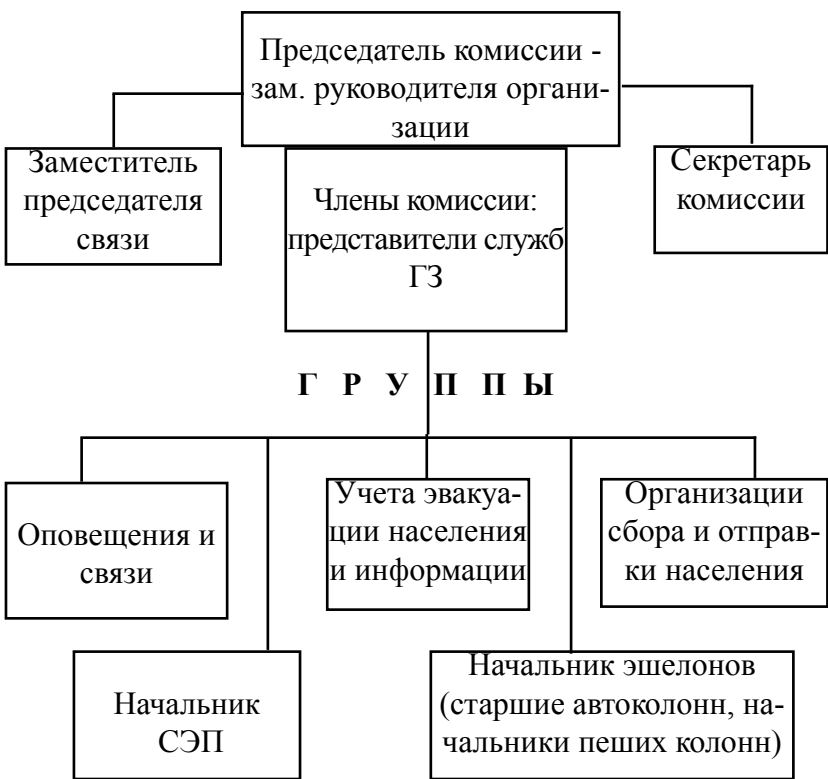 Председатель комиссии -
зам. руководителя органи-
зации
Заместитель
председателя
связи
Члены комиссии:
представители служб
ГЗ
Секретарь
комиссии
Г Р У П П Ы
Оповещения и
связи
Учета эвакуа-
ции населения
и информации
Организации
сбора и отправ-
ки населения
Начальник
СЭП
Начальник эшелонов
(старшие автоколонн, на-
чальники пеших колонн)